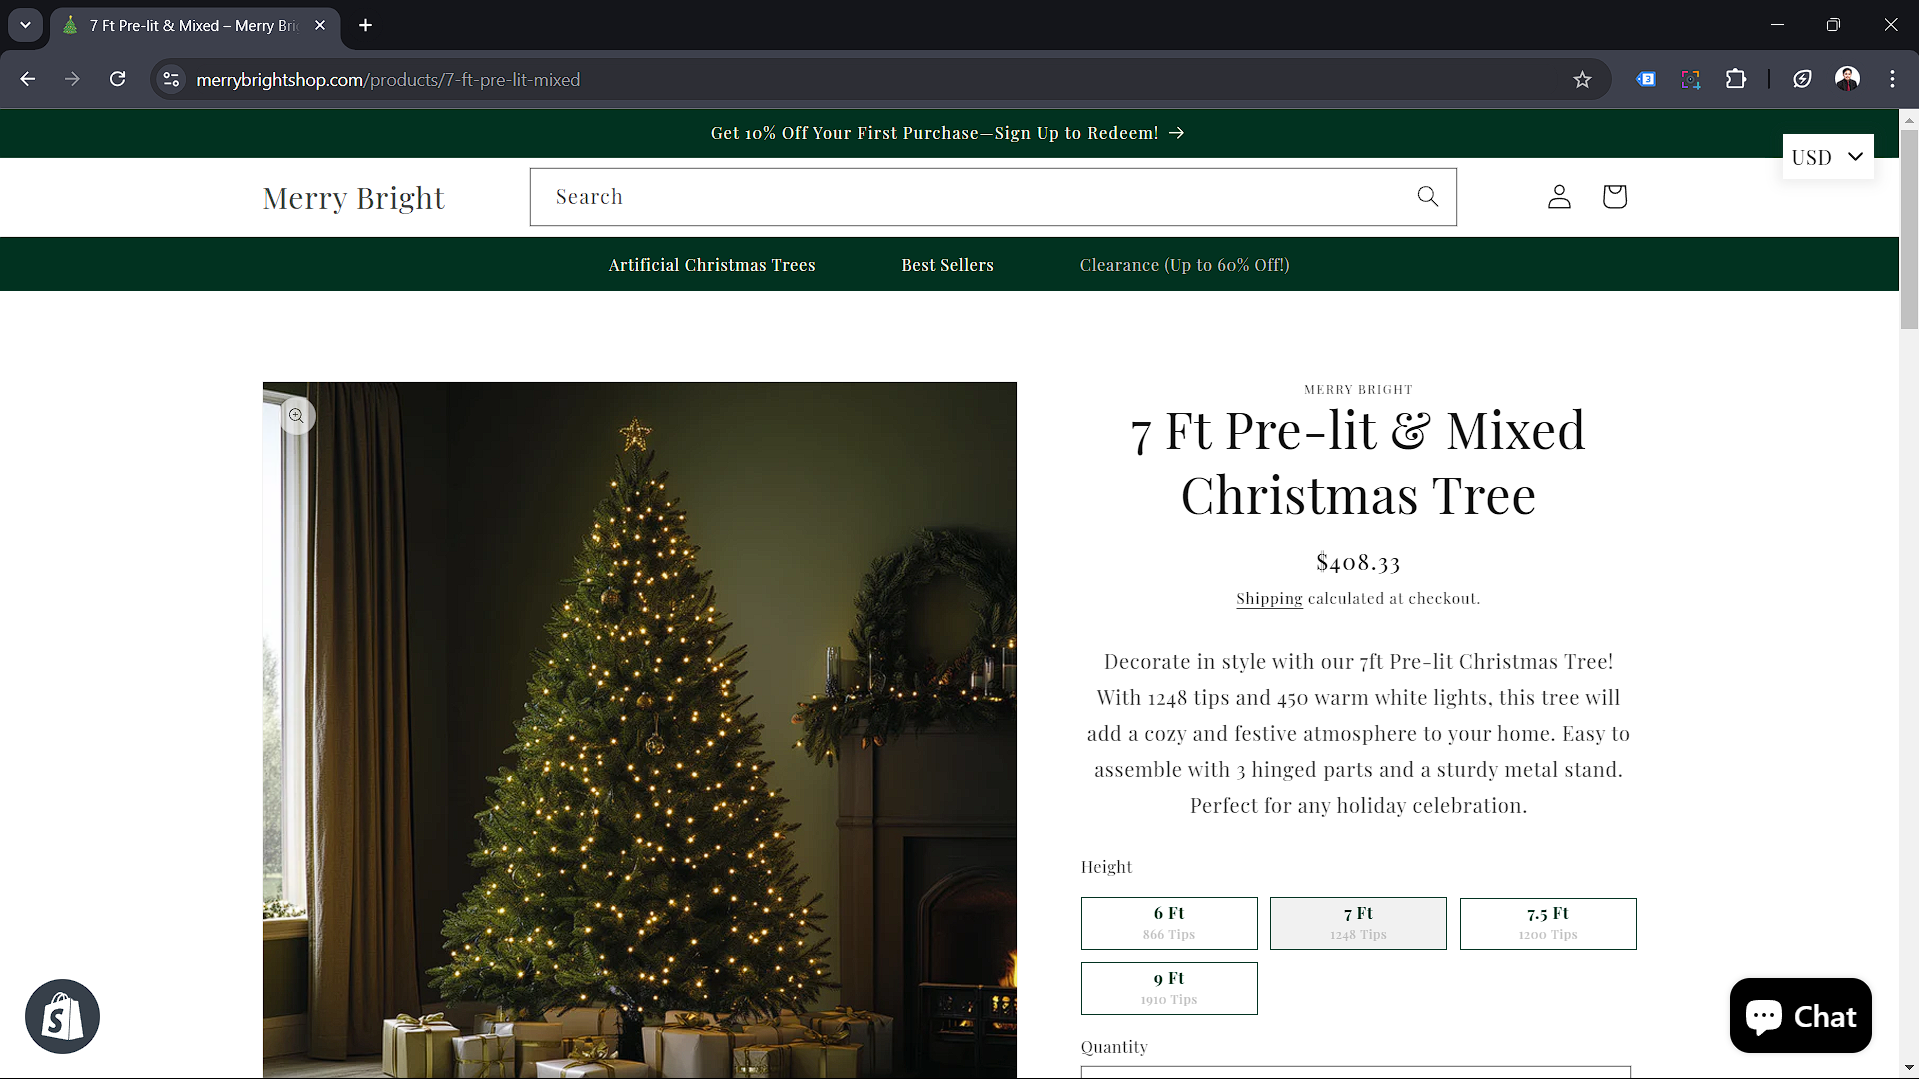 7 Ft Pre-lit & Mixed – Merry Bri
merrybrightshop.com/products/7-ft-pre-lit-mixed
3
Get 10% Off Your First Purchase—Sign Up to Redeem! →
USD
Merry Bright
Search
Artificial Christmas Trees
Best Sellers
Clearance (Up to 60% Off!)
MERRY BRIGHT
7 Ft Pre-lit & Mixed
Christmas Tree
$408.33
Shipping calculated at checkout.
Decorate in style with our 7ft Pre-lit Christmas Tree!
With 1248 tips and 450 warm white lights, this tree will
add a cozy and festive atmosphere to your home. Easy to
assemble with 3 hinged parts and a sturdy metal stand.
Perfect for any holiday celebration.
Height
6 Ft
866 Tips
7 Ft
1248 Tips
7.5 Ft
1200 Tips
9 Ft
1910 Tips
Quantity
S
Chat